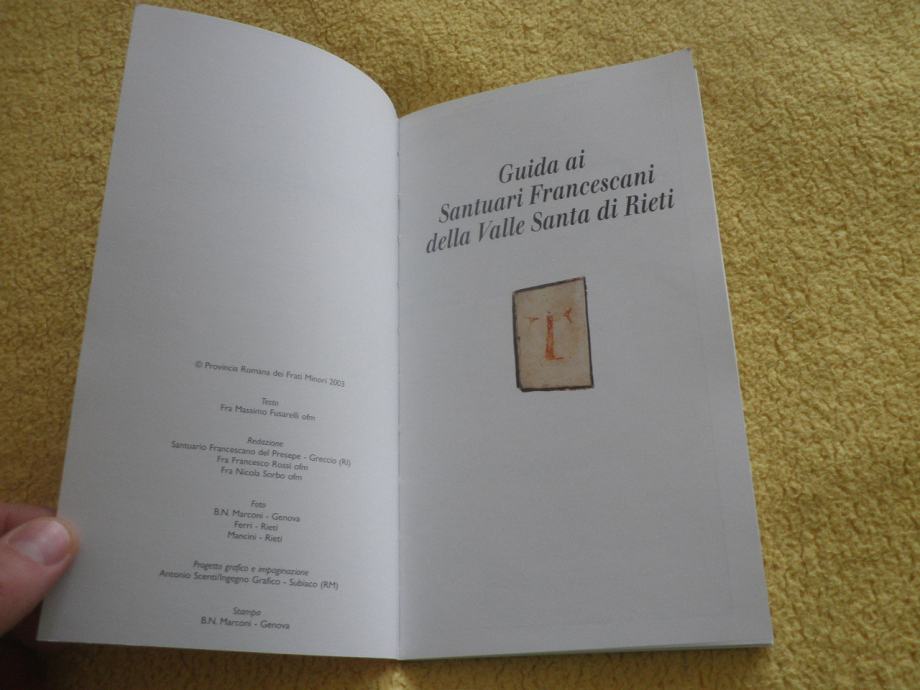 © Provincia Romana dei Frati Minori 2003
Testo
Fra Massimo Fusarelli ofm
Redazione
Santuario Francescano del Presepe - Greccio (RI)
Fra Francesco Rossi ofm
Fra Nicola Sorbo ofm
Foto
B.N. Marconi - Genova
Ferri - Rieti
Mancini - Rieti
Progetto grafico e impaginazione
Antonio Scenti/Ingegno Grafico - Subiaco (RM)
Stampa
B.N. Marconi - Genova
Guida ai
Santuari Francescani
della Valle Santa di Rieti